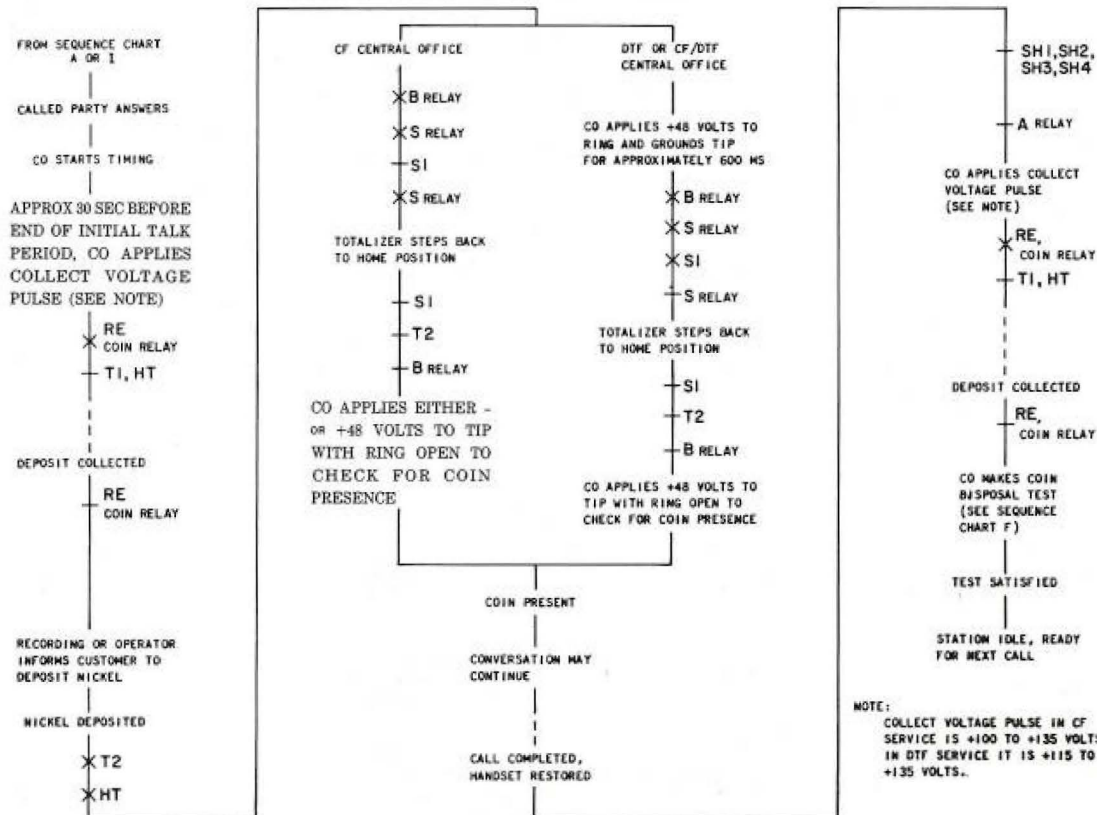 FROM SEQUENCE CHART
A OR I
CALLED PARTY ANSWERS
CO STARTS TIMING
APPROX 30 SEC BEFORE
END OF INITIAL TALK
PERIOD, CO APPLIES
COLLECT VOLTAGE
PULSE (SEE NOTE)
RE
COIN RELAY
T1, HT
DEPOSIT COLLECTED
RE
COIN RELAY
RECORDING OR OPERATOR
INFORMS CUSTOMER TO
DEPOSIT NICKEL
NICKEL DEPOSITED
T2
HT
CF CENTRAL OFFICE
B RELAY
S RELAY
S1
S RELAY
TOTALIZER STEPS BACK
TO HOME POSITION
S1
T2
B RELAY
CO APPLIES EITHER -
OR +48 VOLTS TO TIP
WITH RING OPEN TO
CHECK FOR COIN
PRESENCE
DTF OR CF/DTF
CENTRAL OFFICE
CO APPLIES +48 VOLTS TO
RING AND GROUNDS TIP
FOR APPROXIMATELY 600 MS
B RELAY
S RELAY
S1
S RELAY
TOTALIZER STEPS BACK
TO HOME POSITION
S1
T2
B RELAY
CO APPLIES +48 VOLTS TO
TIP WITH RING OPEN TO
CHECK FOR COIN PRESENCE
COIN PRESENT
CONVERSATION MAY
CONTINUE
CALL COMPLETED,
HANDSET RESTORED
SH1, SH2,
SH3, SH4
A RELAY
CO APPLIES COLLECT
VOLTAGE PULSE
(SEE NOTE)
RE,
COIN RELAY
T1, HT
DEPOSIT COLLECTED
RE,
COIN RELAY
CO MAKES COIN
BISPOSAL TEST
(SEE SEQUENCE
CHART F)
TEST SATISFIED
STATION IDLE, READY
FOR NEXT CALL
NOTE:
COLLECT VOLTAGE PULSE IN CF
SERVICE IS +100 TO +135 VOLTS
IN DTF SERVICE IT IS +115 TO
+135 VOLTS.